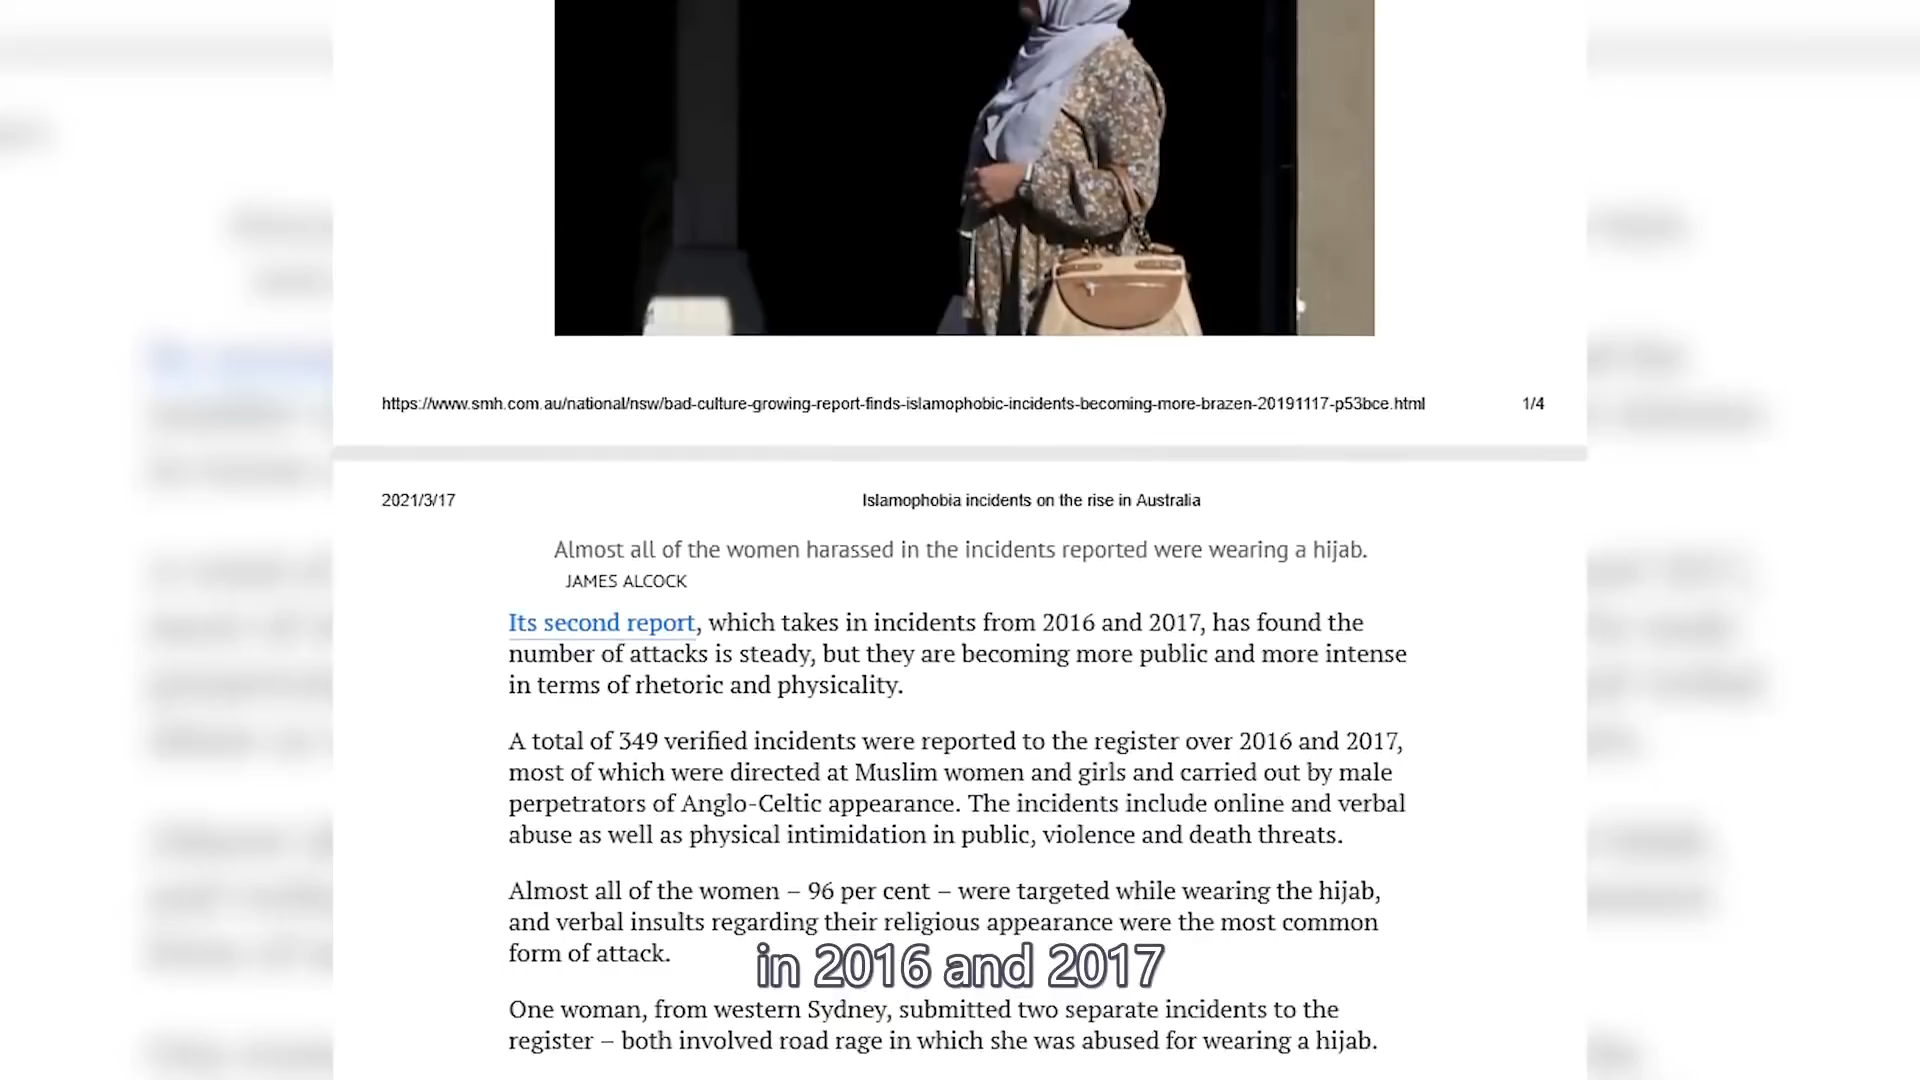 https://www.smh.com.au/national/nsw/bad-culture-growing-report-finds-islamophobic-incidents-becoming-more-brazen-20191117-p53bce.html 1/4
2021/3/17 Islamophobia incidents on the rise in Australia
Almost all of the women harassed in the incidents reported were wearing a hijab.
JAMES ALCOCK
Its second report, which takes in incidents from 2016 and 2017, has found the
number of attacks is steady, but they are becoming more public and more intense
in terms of rhetoric and physicality.
A total of 349 verified incidents were reported to the register over 2016 and 2017,
most of which were directed at Muslim women and girls and carried out by male
perpetrators of Anglo-Celtic appearance. The incidents include online and verbal
abuse as well as physical intimidation in public, violence and death threats.
Almost all of the women – 96 per cent – were targeted while wearing the hijab,
and verbal insults regarding their religious appearance were the most common
form of attack.
in 2016 and 2017
One woman, from western Sydney, submitted two separate incidents to the
register – both involved road rage in which she was abused for wearing a hijab.